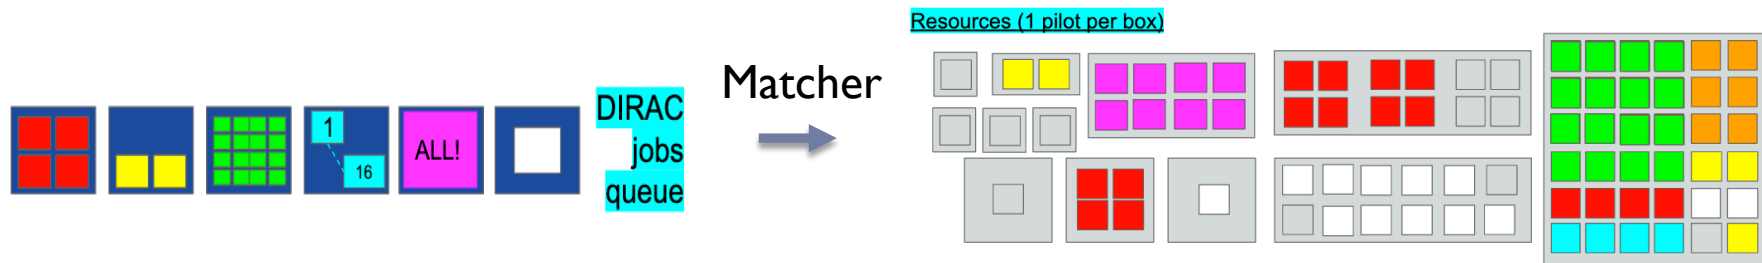 Resources (1 pilot per box)
Matcher
DIRAC
jobs
queue
1
16
ALL!